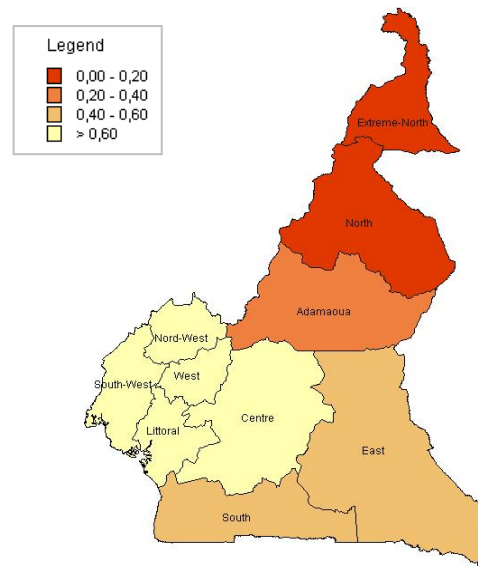 Legend
0,00 - 0,20
0,20 - 0,40
0,40 - 0,60
> 0,60
Extreme-North
North
Adamaoua
Nord-West
West
South-West
Littoral
Centre
East
South